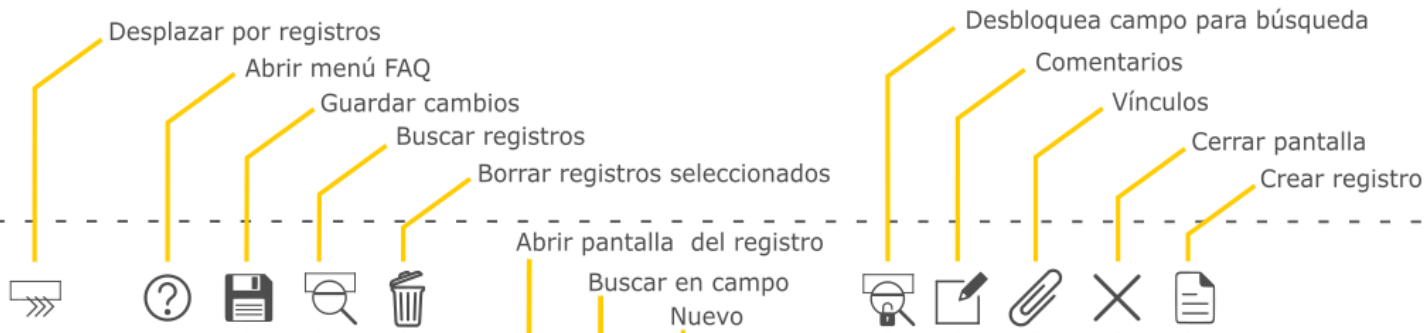 Desplazar por registros
Abrir menú FAQ
Guardar cambios
Buscar registros
Borrar registros seleccionados
Desbloquea campo para búsqueda
Comentarios
Vínculos
Cerrar pantalla
Crear registro
Abrir pantalla del registro
Buscar en campo
Nuevo